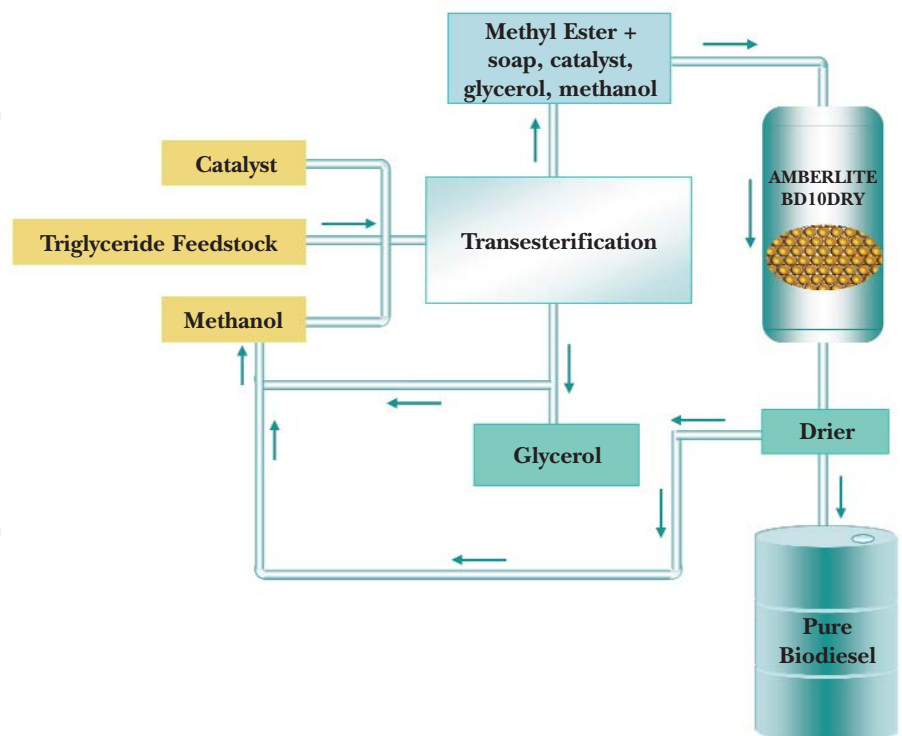 Methyl Ester +
soap, catalyst,
glycerol, methanol
Catalyst
AMBERLITE
BD10DRY
Triglyceride Feedstock
Transesterification
Methanol
Glycerol
Drier
Pure
Biodiesel